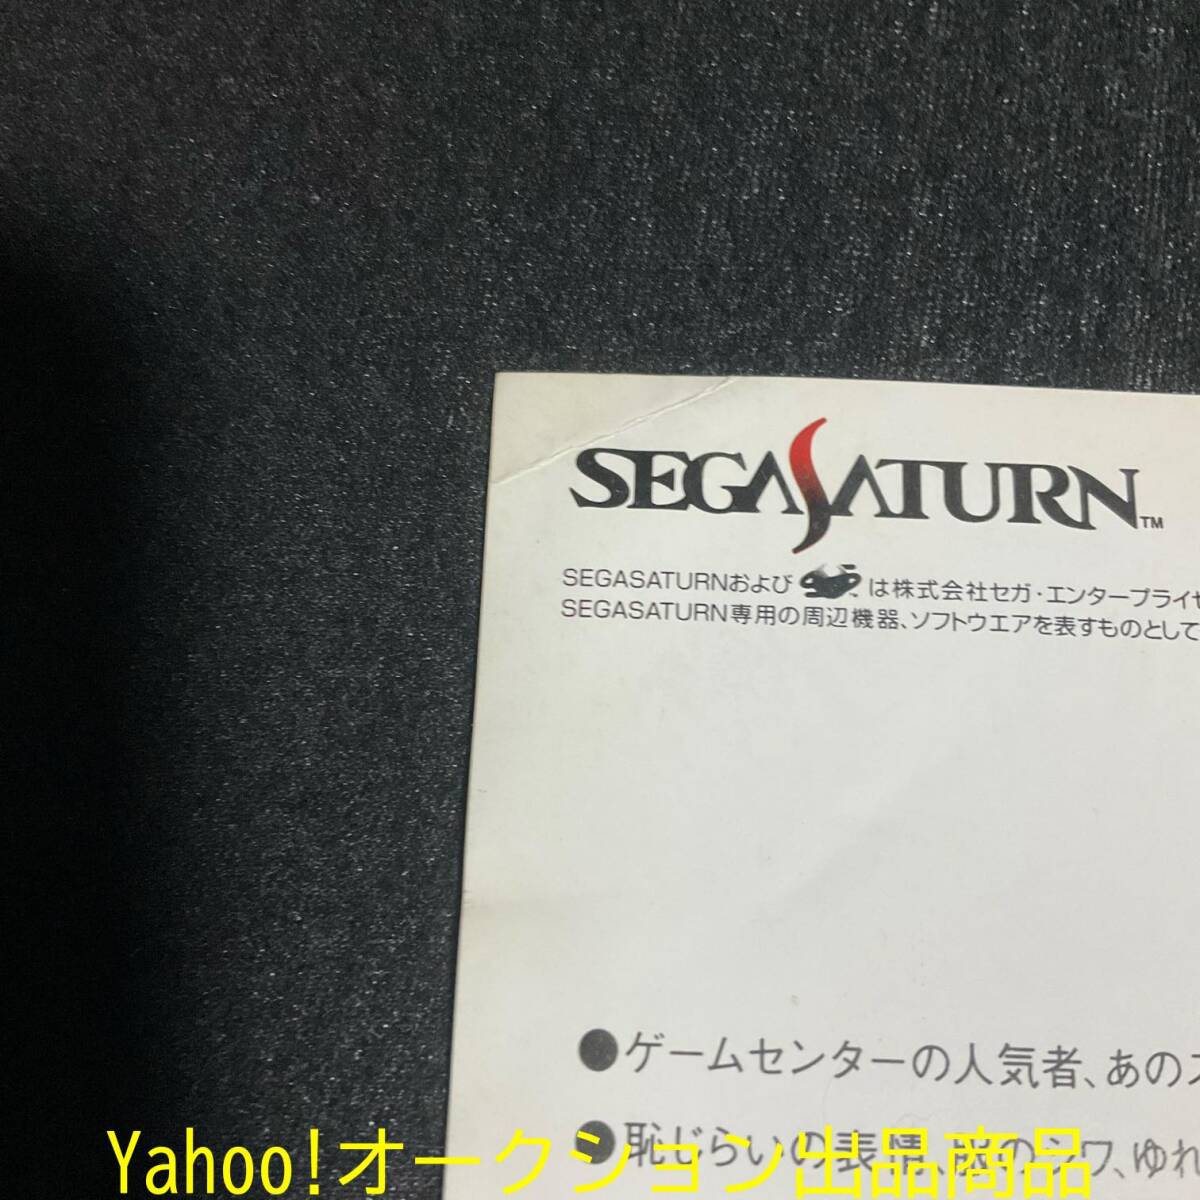 SEGASATURN™
SEGASATURNおよび は株式会社セガ・エンタープライ
SEGASATURN専用の周辺機器、ソフトウエアを表すものとして
●ゲームセンターの人気者、あの
●恥じらいの表情、
Yahoo!オークション出品商品